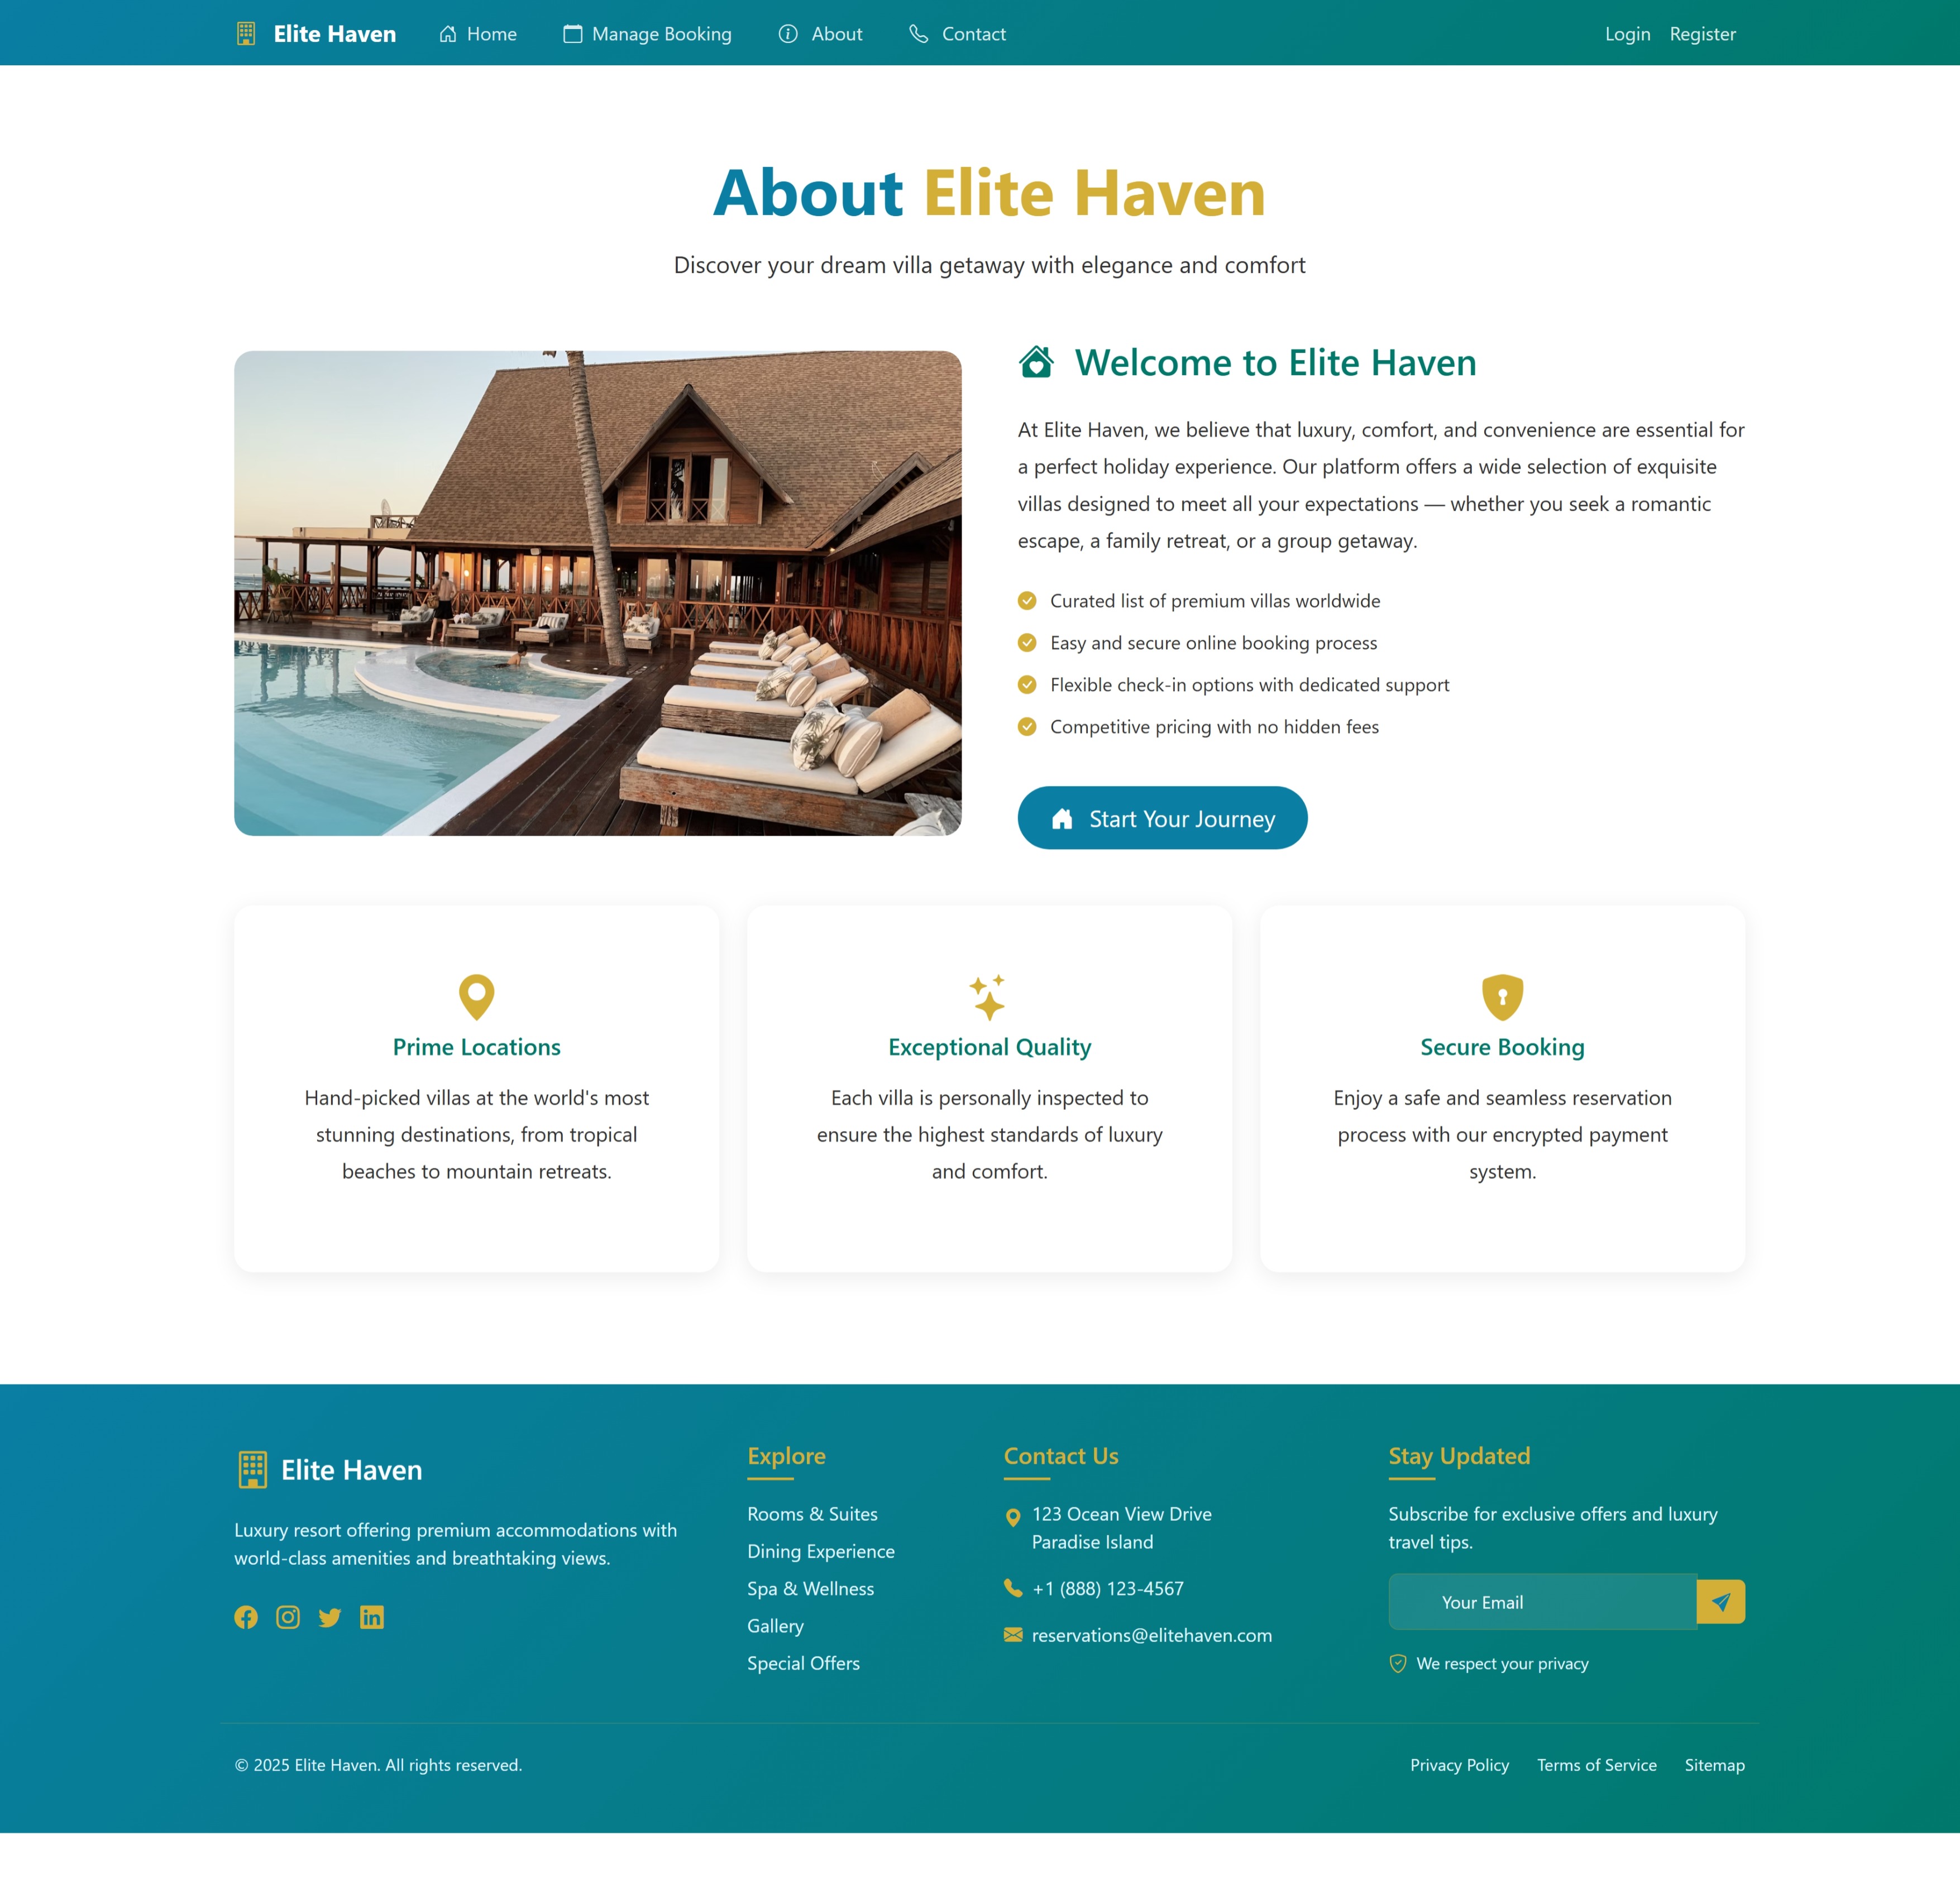 Elite Haven
Home
Manage Booking
About
Contact
Login
Register
About Elite Haven
Discover your dream villa getaway with elegance and comfort
Welcome to Elite Haven
At Elite Haven, we believe that luxury, comfort, and convenience are essential for
a perfect holiday experience. Our platform offers a wide selection of exquisite
villas designed to meet all your expectations — whether you seek a romantic
escape, a family retreat, or a group getaway.
Curated list of premium villas worldwide
Easy and secure online booking process
Flexible check-in options with dedicated support
Competitive pricing with no hidden fees
Start Your Journey
Prime Locations
Hand-picked villas at the world's most
stunning destinations, from tropical
beaches to mountain retreats.
Exceptional Quality
Each villa is personally inspected to
ensure the highest standards of luxury
and comfort.
Secure Booking
Enjoy a safe and seamless reservation
process with our encrypted payment
system.
Elite Haven
Luxury resort offering premium accommodations with
world-class amenities and breathtaking views.
Explore
Rooms & Suites
Dining Experience
Spa & Wellness
Gallery
Special Offers
Contact Us
123 Ocean View Drive
Paradise Island
+1 (888) 123-4567
reservations@elitehaven.com
Stay Updated
Subscribe for exclusive offers and luxury
travel tips.
Your Email
We respect your privacy
© 2025 Elite Haven. All rights reserved.
Privacy Policy
Terms of Service
Sitemap